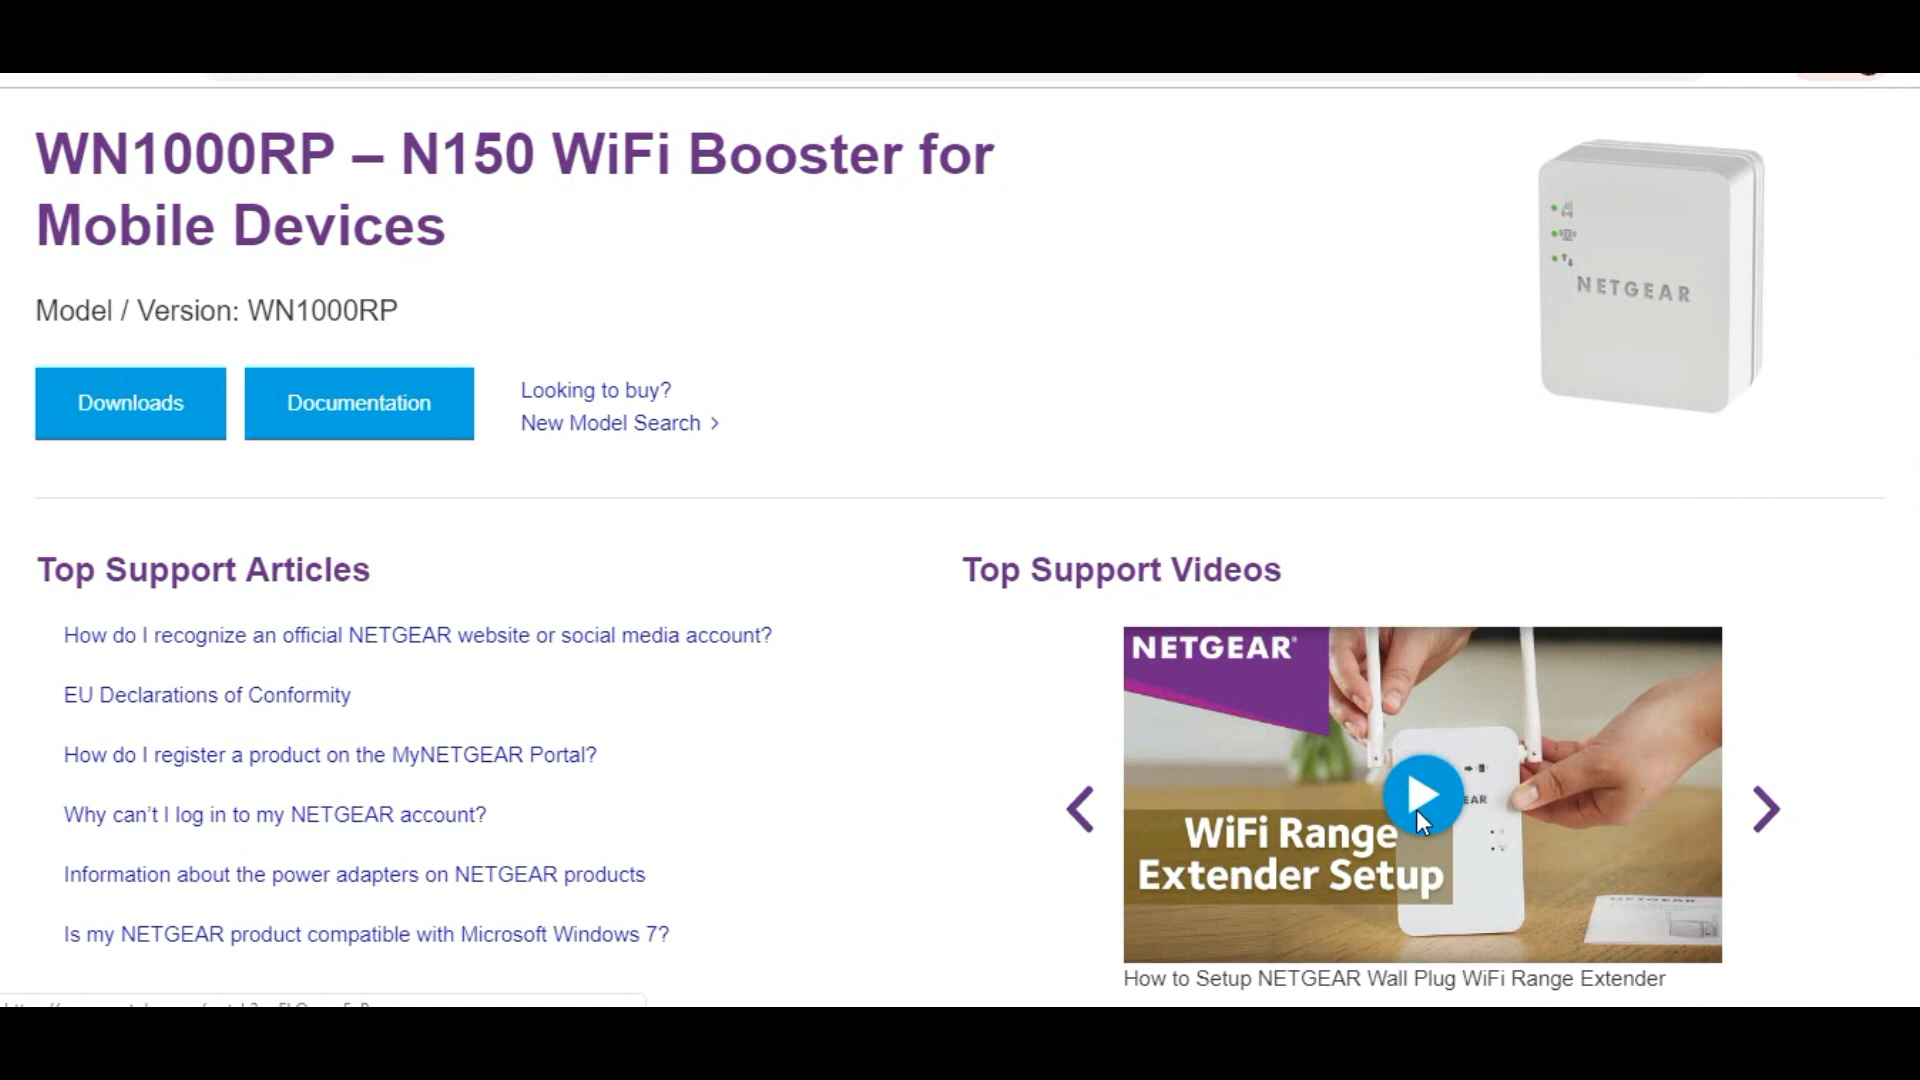 WN1000RP – N150 WiFi Booster for
Mobile Devices
NETGEAR
Model / Version: WN1000RP
Downloads
Documentation
Looking to buy?
New Model Search >
Top Support Articles
How do I recognize an official NETGEAR website or social media account?
EU Declarations of Conformity
How do I register a product on the MyNETGEAR Portal?
Why can’t I log in to my NETGEAR account?
Information about the power adapters on NETGEAR products
Is my NETGEAR product compatible with Microsoft Windows 7?
Top Support Videos
NETGEAR®
EAR
WiFi Range
Extender Setup
NETGEAR
How to Setup NETGEAR Wall Plug WiFi Range Extender